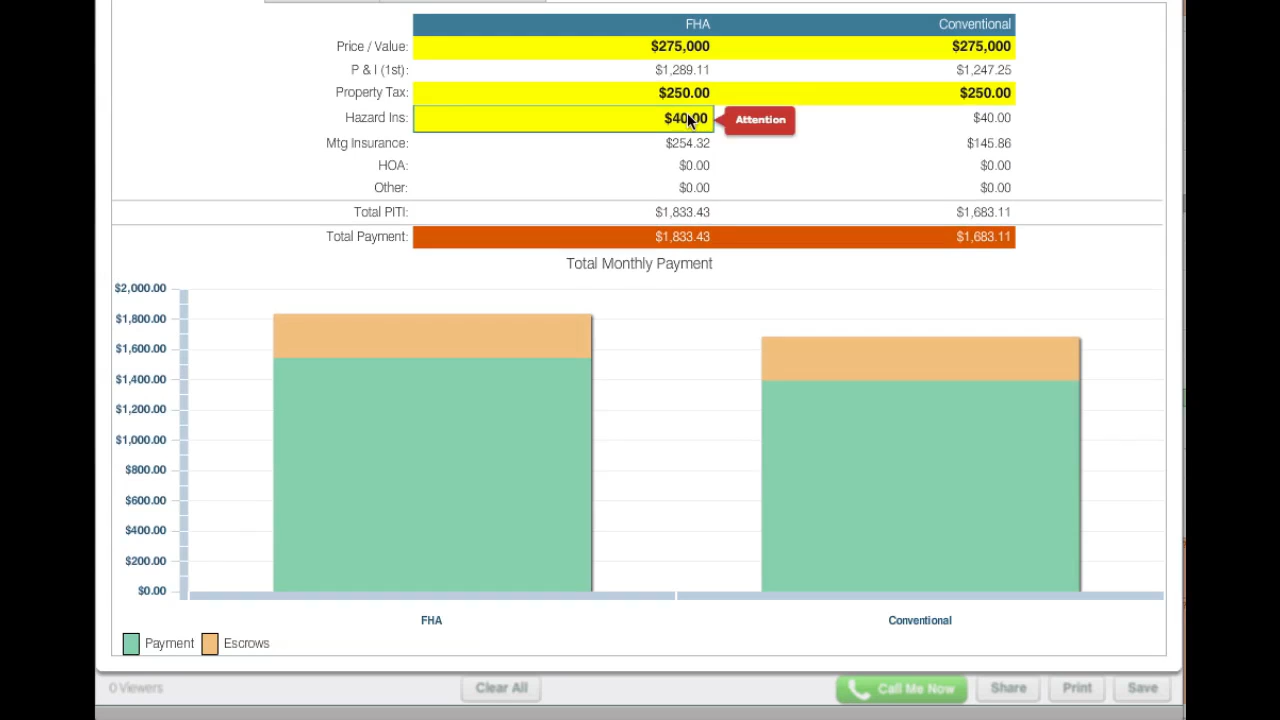 FHA Conventional
Price / Value: $275,000 $275,000
P & I (1st): $1,289.11 $1,247.25
Property Tax: $250.00 $250.00
Hazard Ins: $40.00 Attention $40.00
Mtg Insurance: $254.32 $145.86
HOA: $0.00 $0.00
Other: $0.00 $0.00
Total PITI: $1,833.43 $1,683.11
Total Payment: $1,833.43 $1,683.11
Total Monthly Payment
$2,000.00
$1,800.00
$1,600.00
$1,400.00
$1,200.00
$1,000.00
$800.00
$600.00
$400.00
$200.00
$0.00
FHA Conventional
Payment Escrows
0 Viewers Clear All Call Me Now Share Print Save